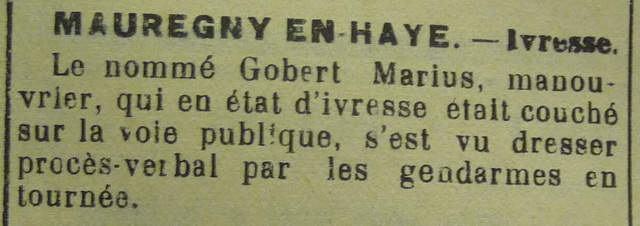 MAUREGNY EN-HAYE. — Ivresse.
Le nommé Gobert Marius, manou-
vrier, qui en état d'ivresse était couché
sur la voie publique, s'est vu dresser
procès-verbal par les gendarmes en
tournée.